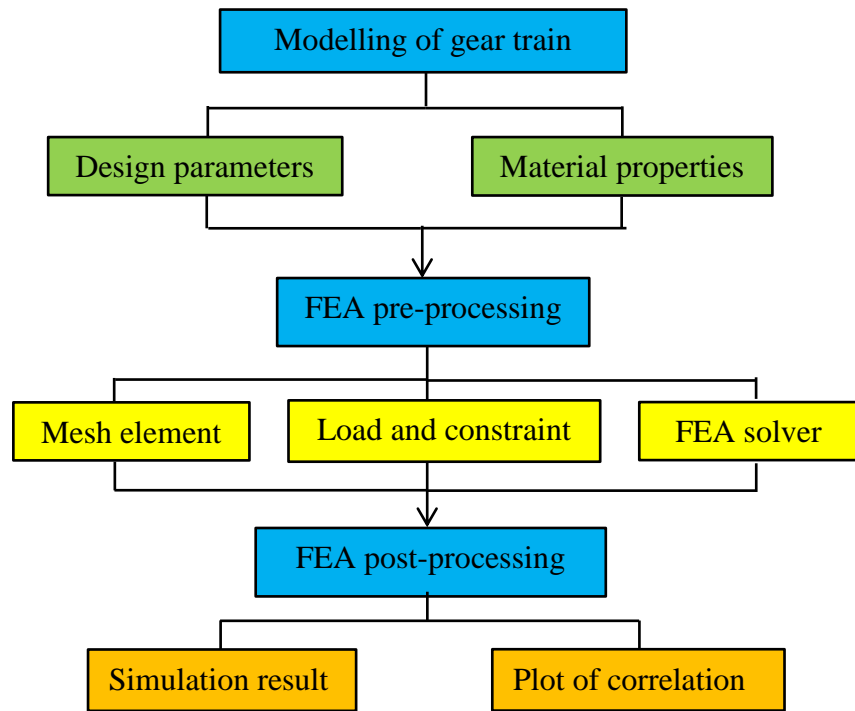 Modelling of gear train
Design parameters
Material properties
FEA pre-processing
Mesh element
Load and constraint
FEA solver
FEA post-processing
Simulation result
Plot of correlation